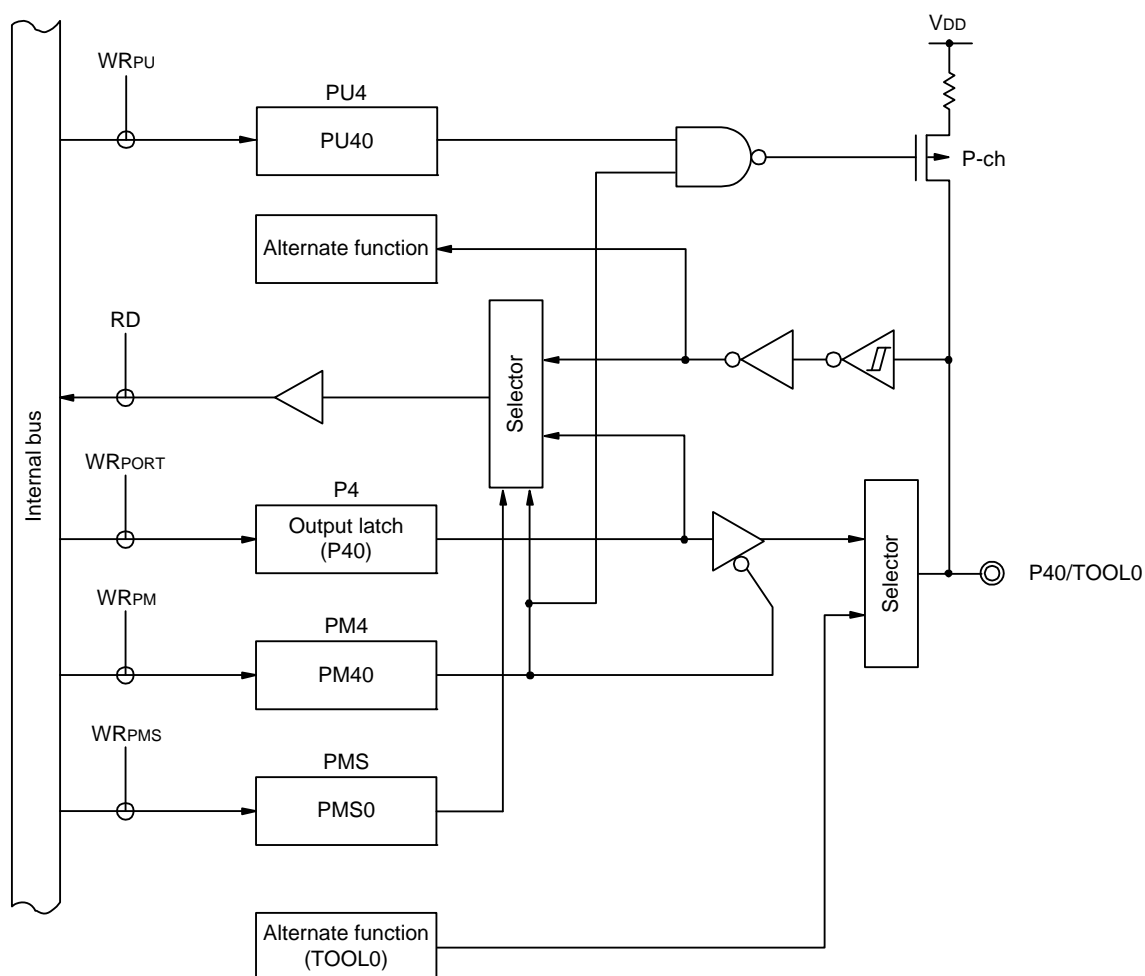 VDD
WRPU
PU4
PU40
P-ch
Alternate function
RD
Selector
Internal bus
WRPORT
P4
Output latch
(P40)
Selector
P40/TOOL0
WRPM
PM4
PM40
WRPMS
PMS
PMS0
Alternate function
(TOOL0)